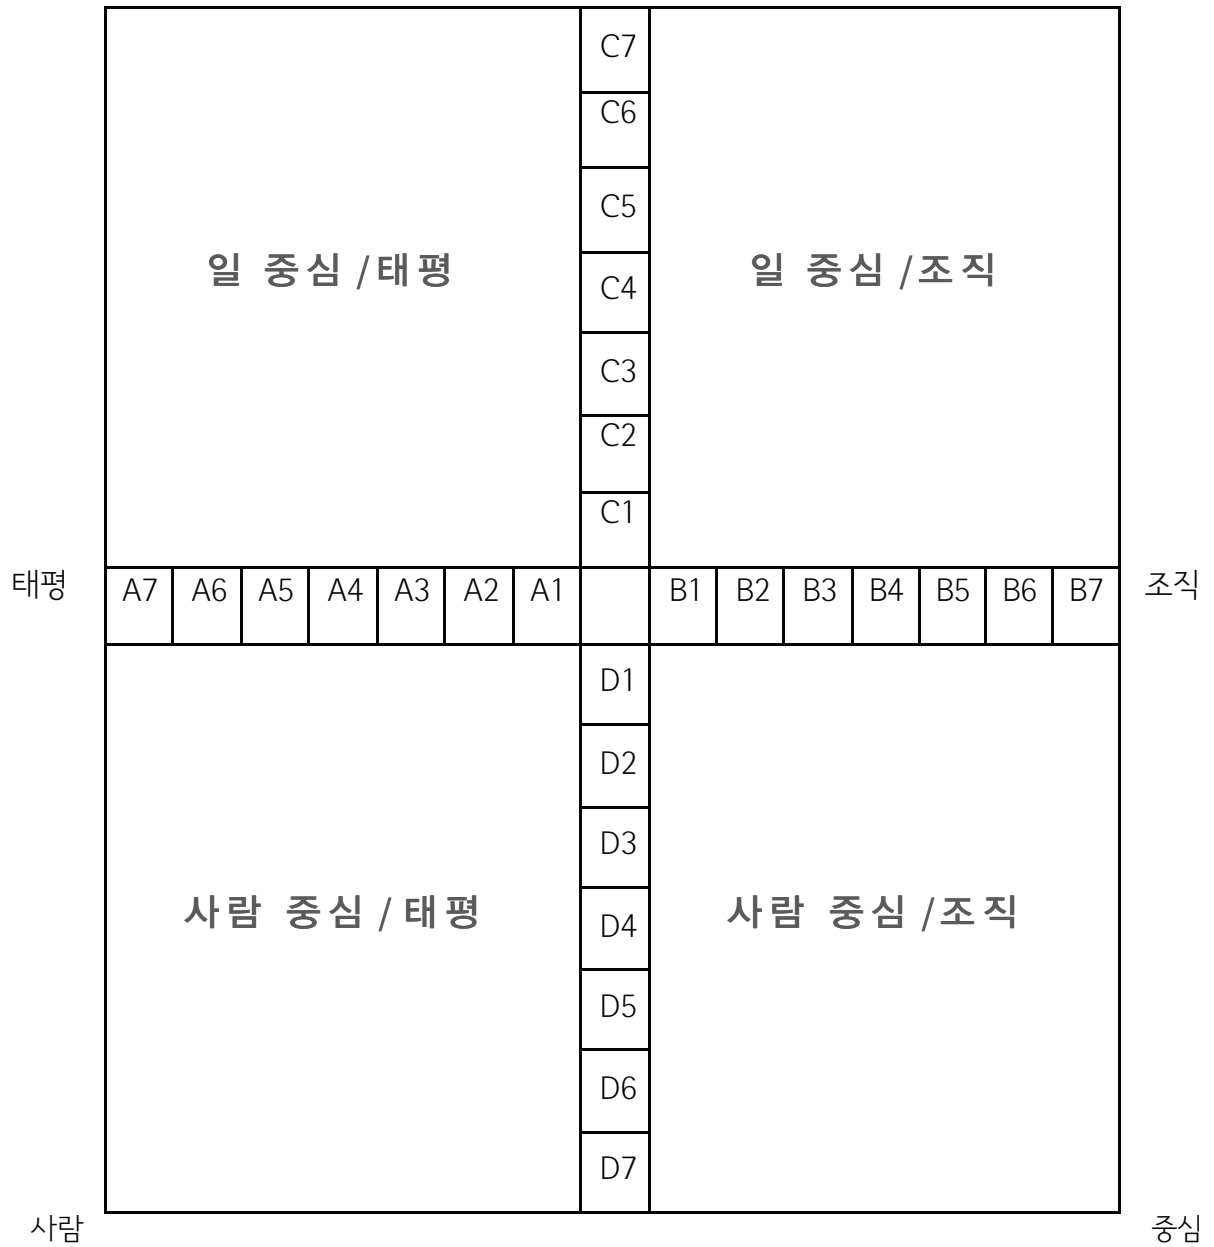 C7
C6
C5
일 중심 /태평 일 중심 /조직
C4
C3
C2
C1
태평 A7 A6 A5 A4 A3 A2 A1 B1 B2 B3 B4 B5 B6 B7 조직
D1
D2
D3
사람 중심 / 태평 사람 중심 /조직
D4
D5
D6
D7
사람 중심